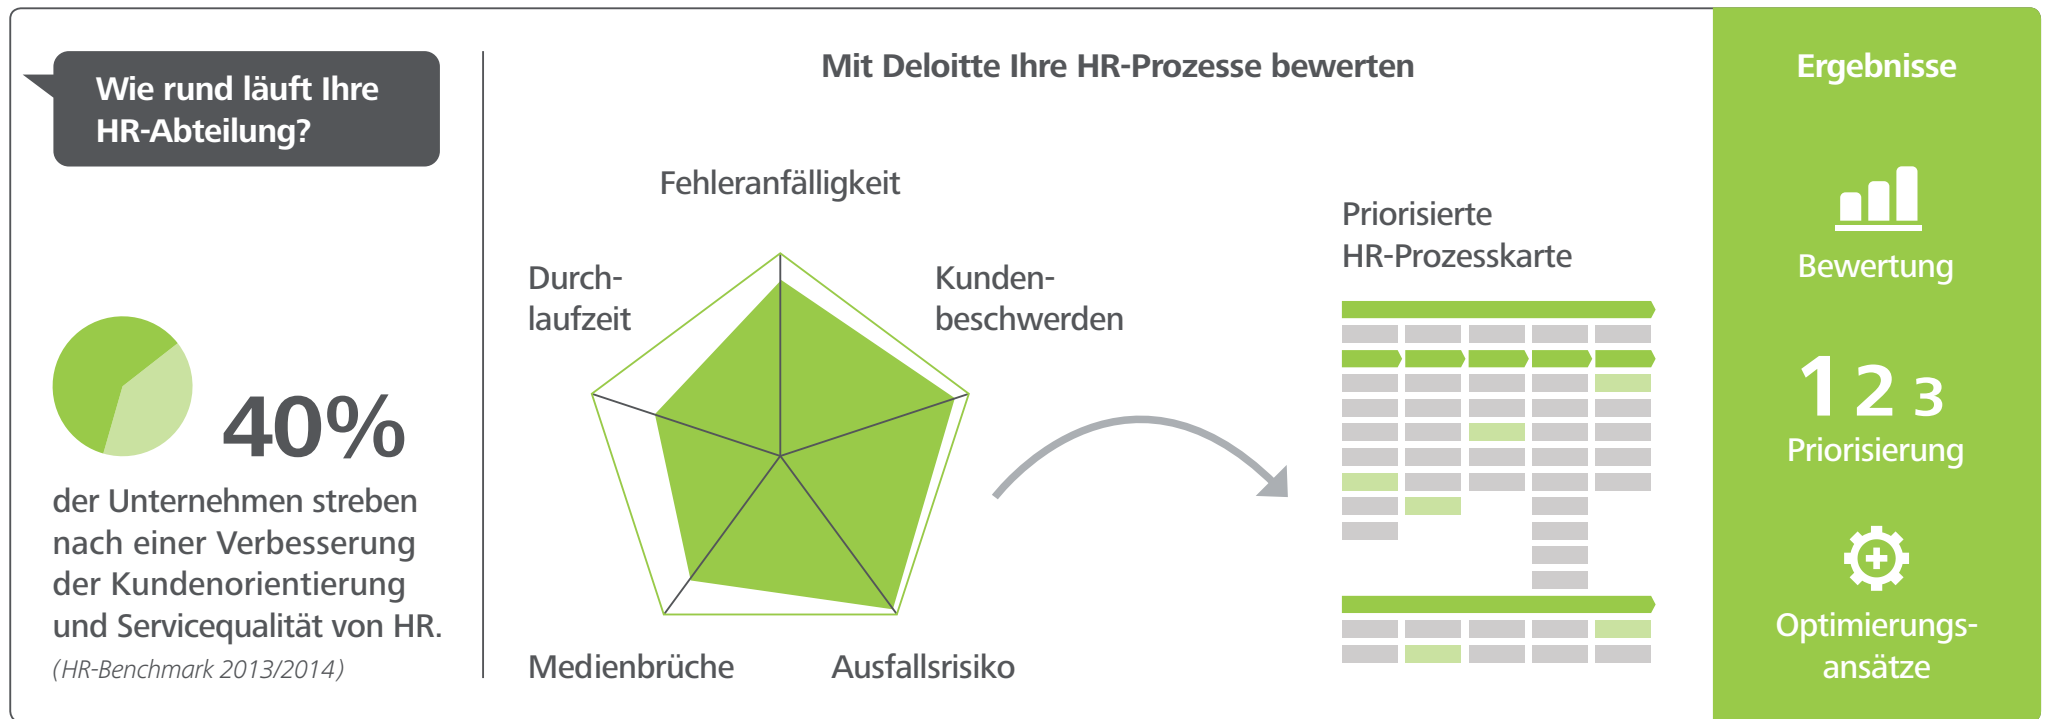 Wie rund läuft Ihre
HR-Abteilung?
40%
der Unternehmen streben
nach einer Verbesserung
der Kundenorientierung
und Servicequalität von HR.
(HR-Benchmark 2013/2014)
Mit Deloitte Ihre HR-Prozesse bewerten
Fehleranfälligkeit
Durch-
laufzeit
Kunden-
beschwerden
Medienbrüche
Ausfallsrisiko
Priorisierte
HR-Prozesskarte
Ergebnisse
Bewertung
1 2 3
Priorisierung
Optimierungs-
ansätze